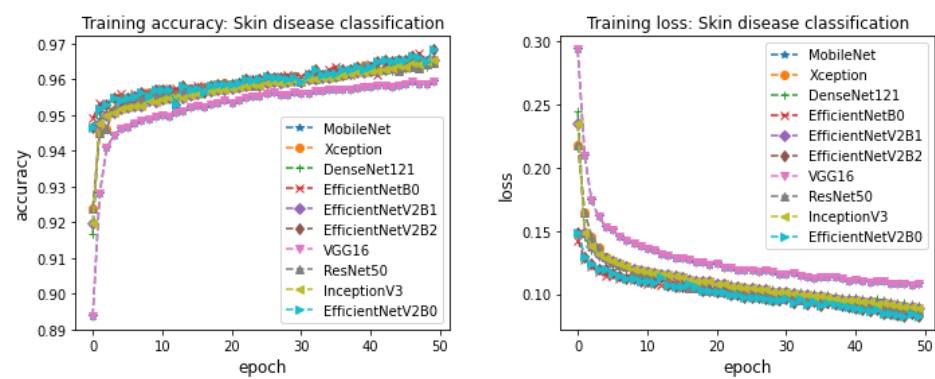 Training accuracy: Skin disease classification
0.97
0.96
0.95
0.94
0.93
0.92
0.91
0.90
0.89
accuracy
MobileNet
Xception
DenseNet121
EfficientNetB0
EfficientNetV2B1
EfficientNetV2B2
VGG16
ResNet50
InceptionV3
EfficientNetV2B0
0 10 20 30 40 50
epoch
Training loss: Skin disease classification
0.30
0.25
0.20
0.15
0.10
loss
MobileNet
Xception
DenseNet121
EfficientNetB0
EfficientNetV2B1
EfficientNetV2B2
VGG16
ResNet50
InceptionV3
EfficientNetV2B0
0 10 20 30 40 50
epoch